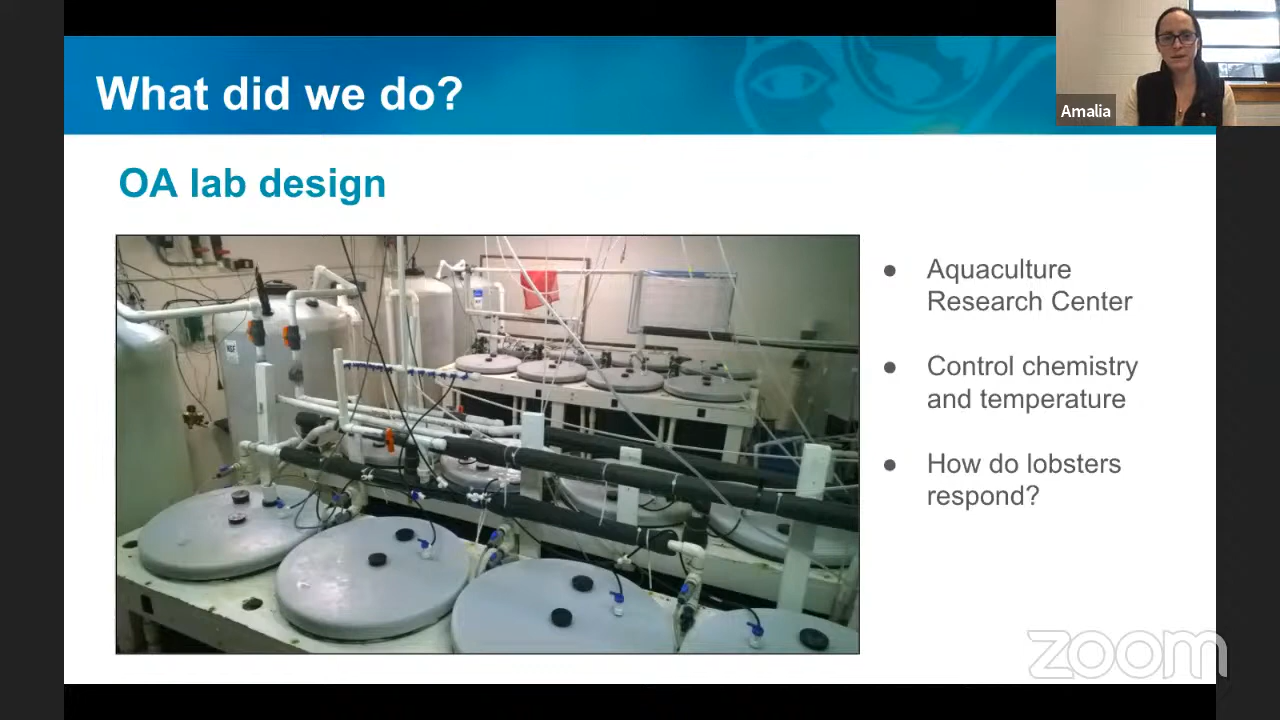 What did we do?
Amalia
OA lab design
● Aquaculture
Research Center
● Control chemistry
and temperature
● How do lobsters
respond?
zoom